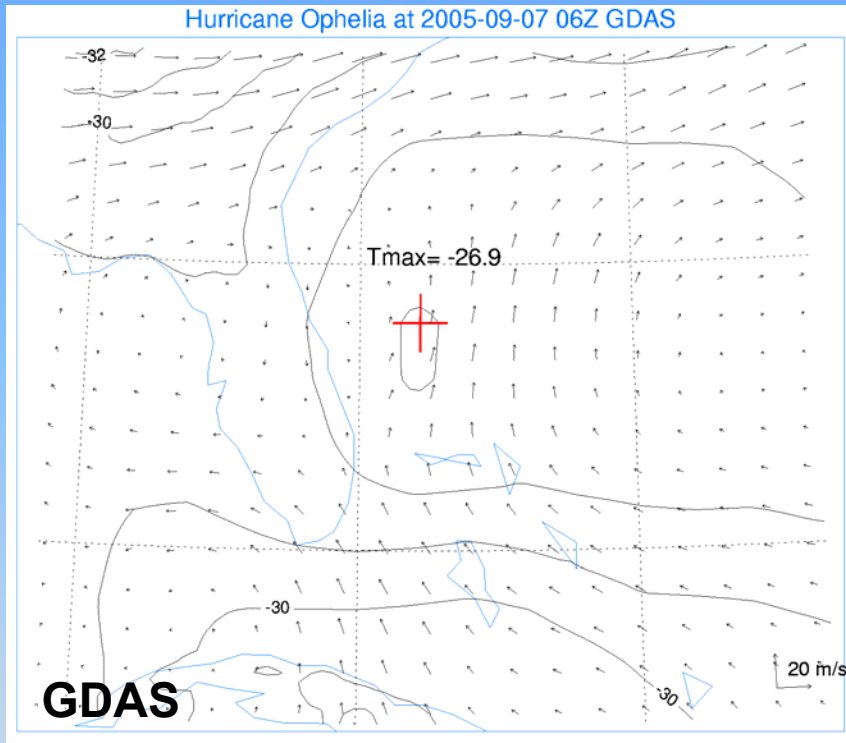 Hurricane Ophelia at 2005-09-07 06Z GDAS
-32
-30
Tmax= -26.9
-30
20 m/s
-30
GDAS